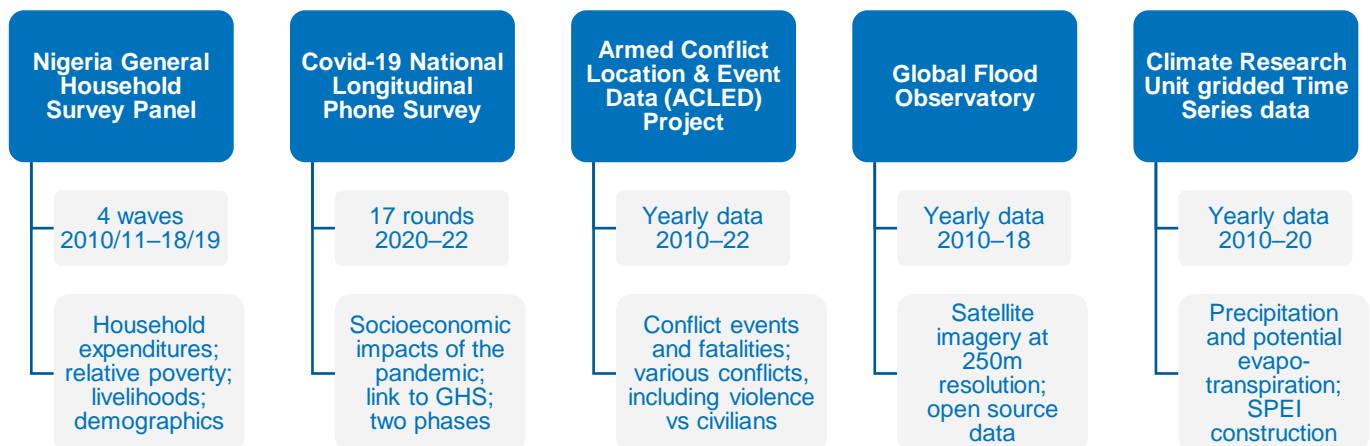 Nigeria General
Household
Survey Panel
4 waves
2010/11–18/19
Household
expenditures;
relative poverty;
livelihoods;
demographics
Covid-19 National
Longitudinal
Phone Survey
17 rounds
2020–22
Socioeconomic
impacts of the
pandemic;
link to GHS;
two phases
Armed Conflict
Location & Event
Data (ACLED)
Project
Yearly data
2010–22
Conflict events
and fatalities;
various conflicts,
including violence
vs civilians
Global Flood
Observatory
Yearly data
2010–18
Satellite
imagery at
250m
resolution;
open source
data
Climate Research
Unit gridded Time
Series data
Yearly data
2010–20
Precipitation
and potential
evapo-
transpiration;
SPEI
construction